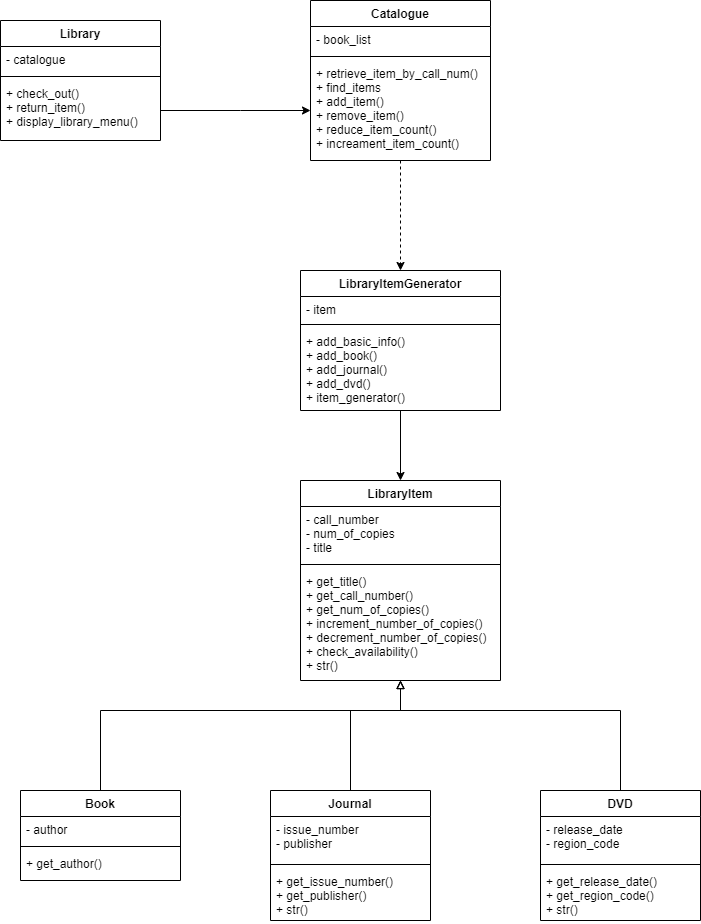 Library
- catalogue
+ check_out()
+ return_item()
+ display_library_menu()
Catalogue
- book_list
+ retrieve_item_by_call_num()
+ find_items
+ add_item()
+ remove_item()
+ reduce_item_count()
+ increament_item_count()
LibraryItemGenerator
- item
+ add_basic_info()
+ add_book()
+ add_journal()
+ add_dvd()
+ item_generator()
LibraryItem
- call_number
- num_of_copies
- title
+ get_title()
+ get_call_number()
+ get_num_of_copies()
+ increment_number_of_copies()
+ decrement_number_of_copies()
+ check_availability()
+ str()
Book
- author
+ get_author()
Journal
- issue_number
- publisher
+ get_issue_number()
+ get_publisher()
+ str()
DVD
- release_date
- region_code
+ get_release_date()
+ get_region_code()
+ str()